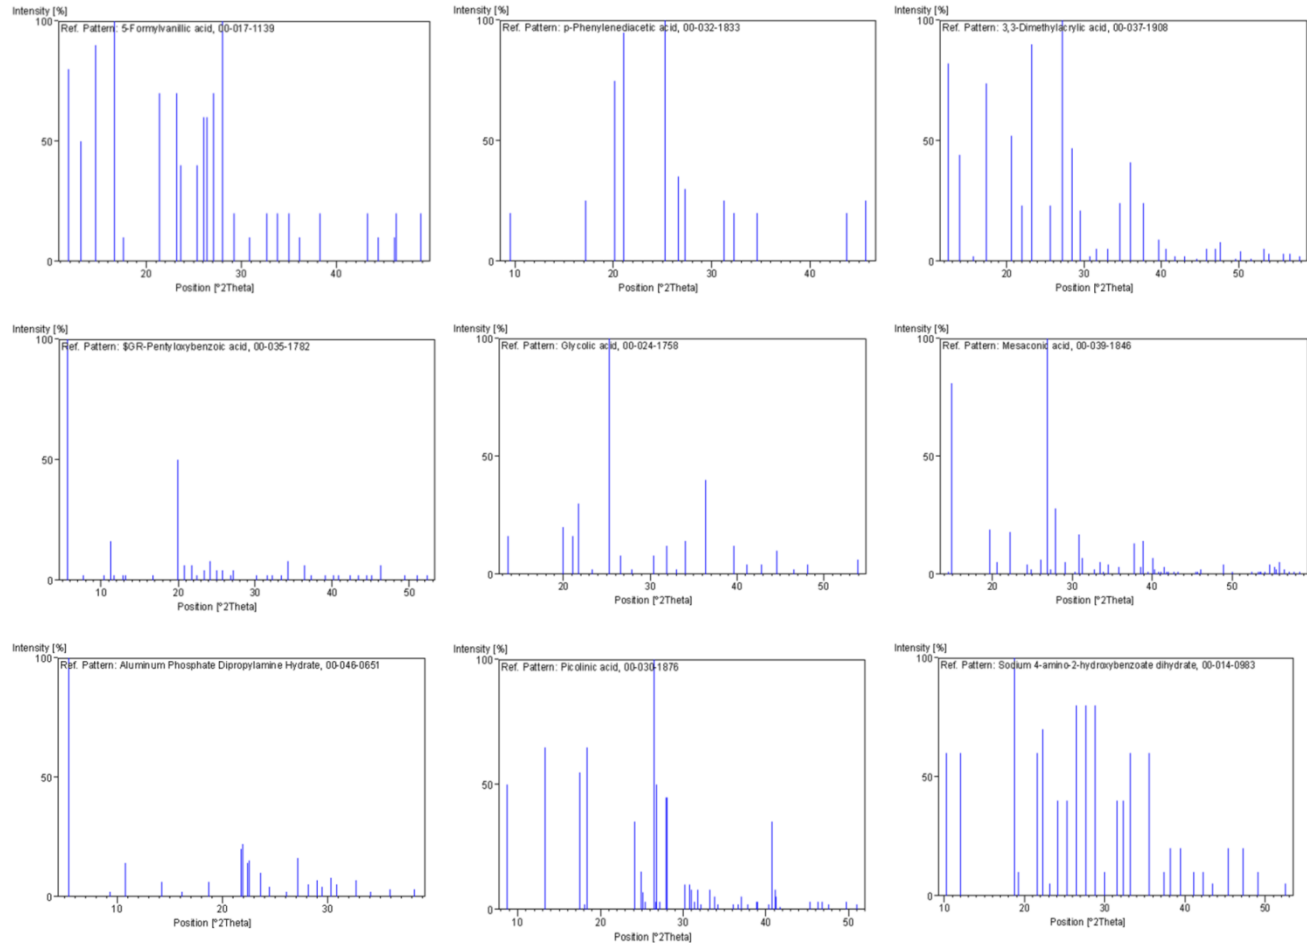 Intensity [%]
100
Ref. Pattern: 5-Formylvanillic acid, 00-017-1139
50
0
20
30
40
Position [°2Theta]
Intensity [%]
100
Ref. Pattern: p-Phenylenediacetic acid, 00-032-1833
50
0
10
20
30
40
Position [°2Theta]
Intensity [%]
100
Ref. Pattern: 3,3-Dimethylacrylic acid, 00-037-1908
50
0
20
30
40
50
Position [°2Theta]
Intensity [%]
100
Ref. Pattern: $GR-Pentyloxybenzoic acid, 00-035-1782
50
0
10
20
30
40
50
Position [°2Theta]
Intensity [%]
100
Ref. Pattern: Glycolic acid, 00-024-1758
50
0
20
30
40
50
Position [°2Theta]
Intensity [%]
100
Ref. Pattern: Mesaconic acid, 00-039-1846
50
0
20
30
40
50
Position [°2Theta]
Intensity [%]
100
Ref. Pattern: Aluminum Phosphate Dipropylamine Hydrate, 00-046-0651
50
0
10
20
30
Position [°2Theta]
Intensity [%]
100
Ref. Pattern: Picolinic acid, 00-030-1876
50
0
10
20
30
40
50
Position [°2Theta]
Intensity [%]
100
Ref. Pattern: Sodium 4-amino-2-hydroxybenzoate dihydrate, 00-014-0983
50
0
10
20
30
40
50
Position [°2Theta]